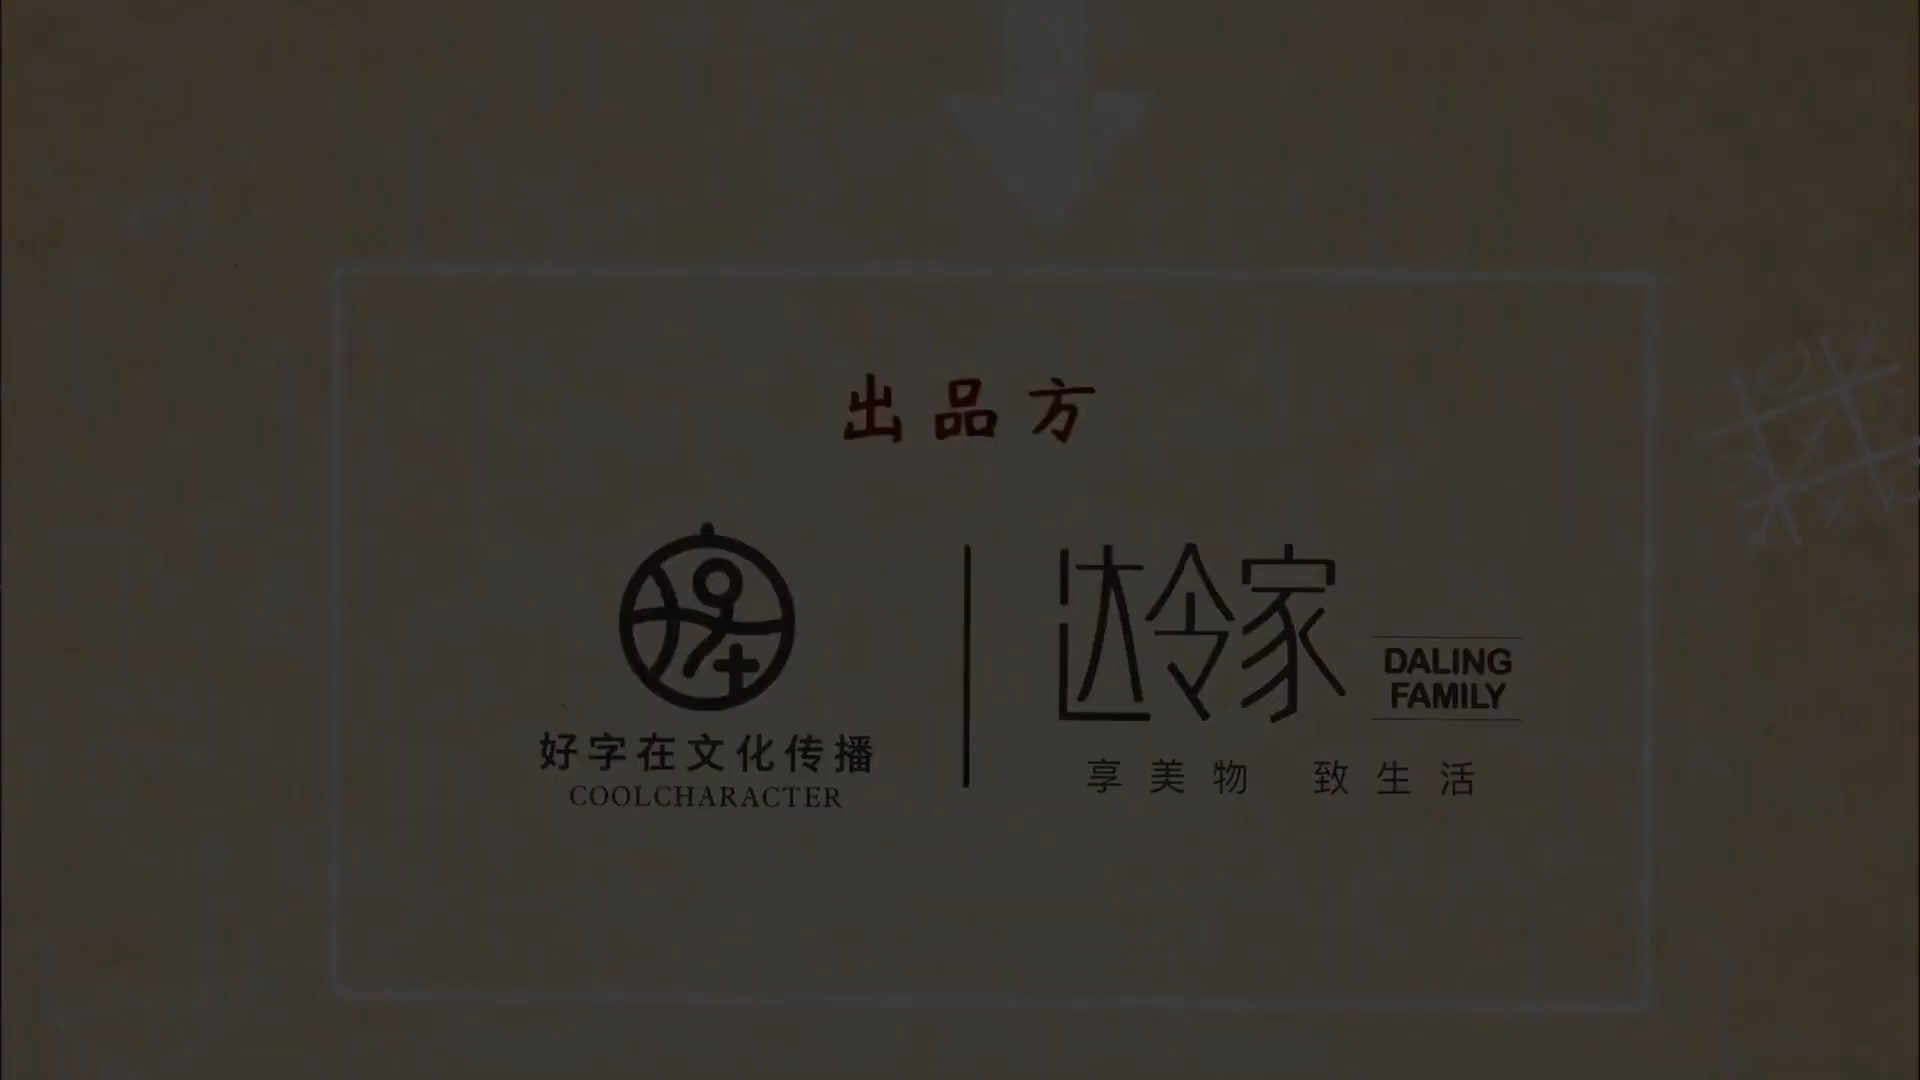 出品方
好字在文化传播
COOLCHARACTER
达令家
DALING
FAMILY
享美物 致生活